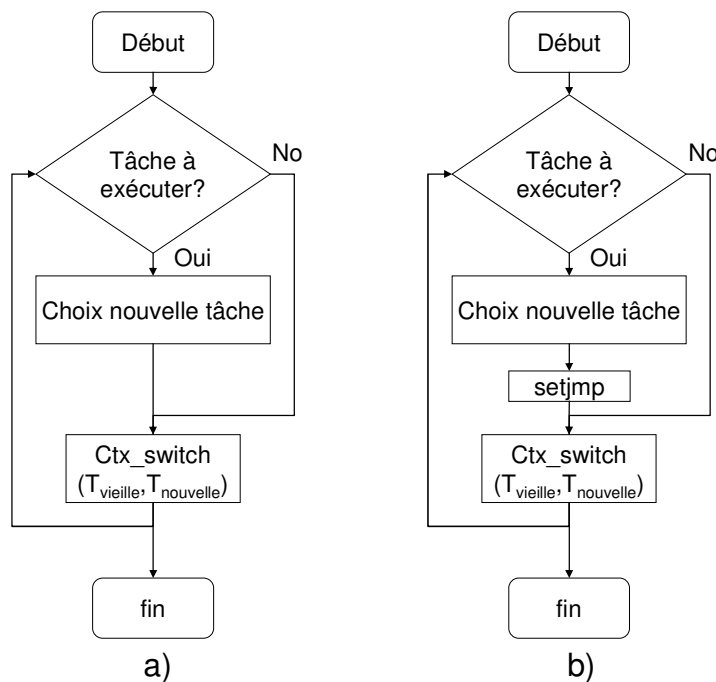 Début
Tâche à
exécuter?
No
Oui
Choix nouvelle tâche
Ctx_switch
(Tvieille,Tnouvelle)
fin
a)
Début
Tâche à
exécuter?
No
Oui
Choix nouvelle tâche
setjmp
Ctx_switch
(Tvieille,Tnouvelle)
fin
b)